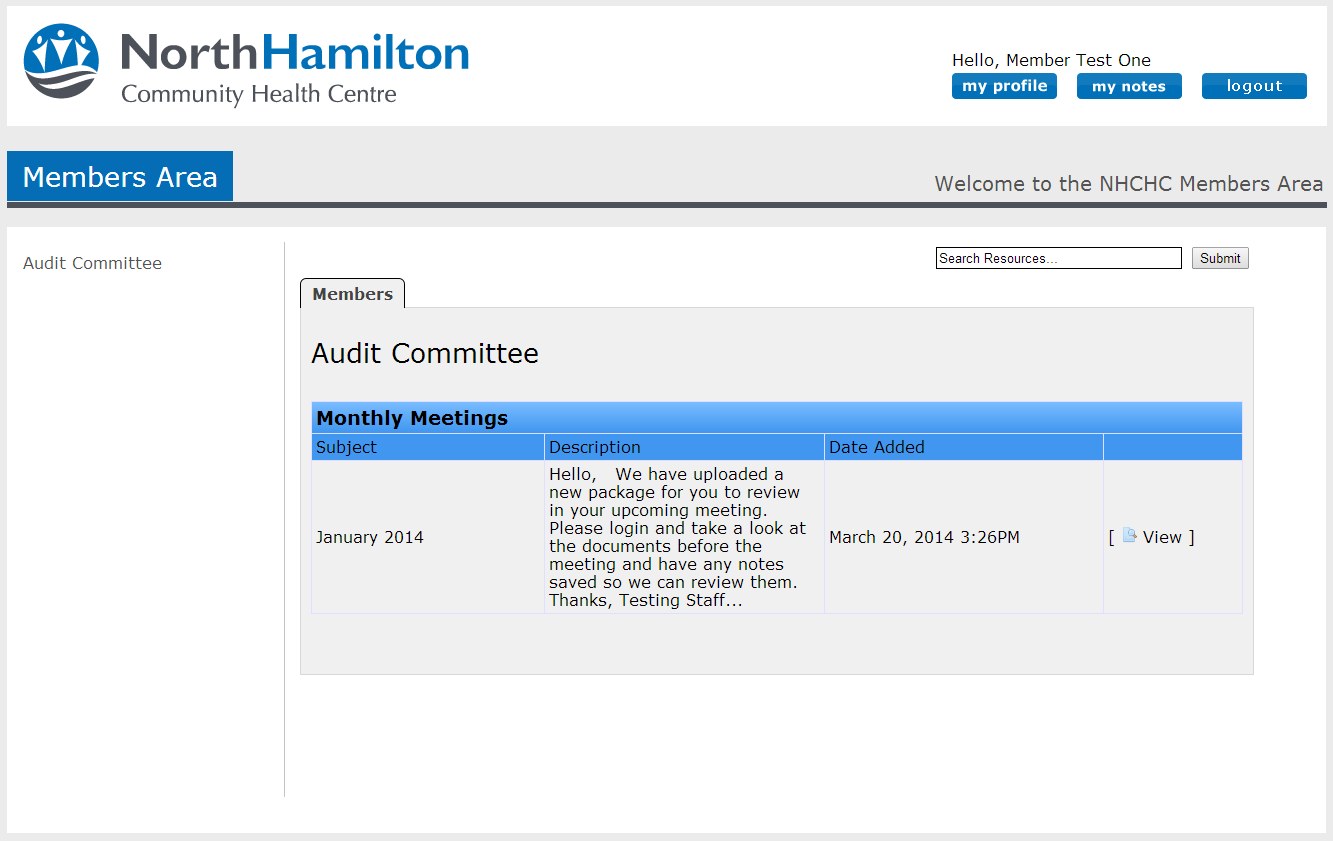 NorthHamilton
Community Health Centre
Hello, Member Test One
my profile my notes logout
Members Area
Welcome to the NHCHC Members Area
Audit Committee
Search Resources... Submit
Members
Audit Committee
Monthly Meetings
Subject Description Date Added
January 2014
Hello, We have uploaded a
new package for you to review
in your upcoming meeting.
Please login and take a look at
the documents before the
meeting and have any notes
saved so we can review them.
Thanks, Testing Staff...
March 20, 2014 3:26PM
[ View ]